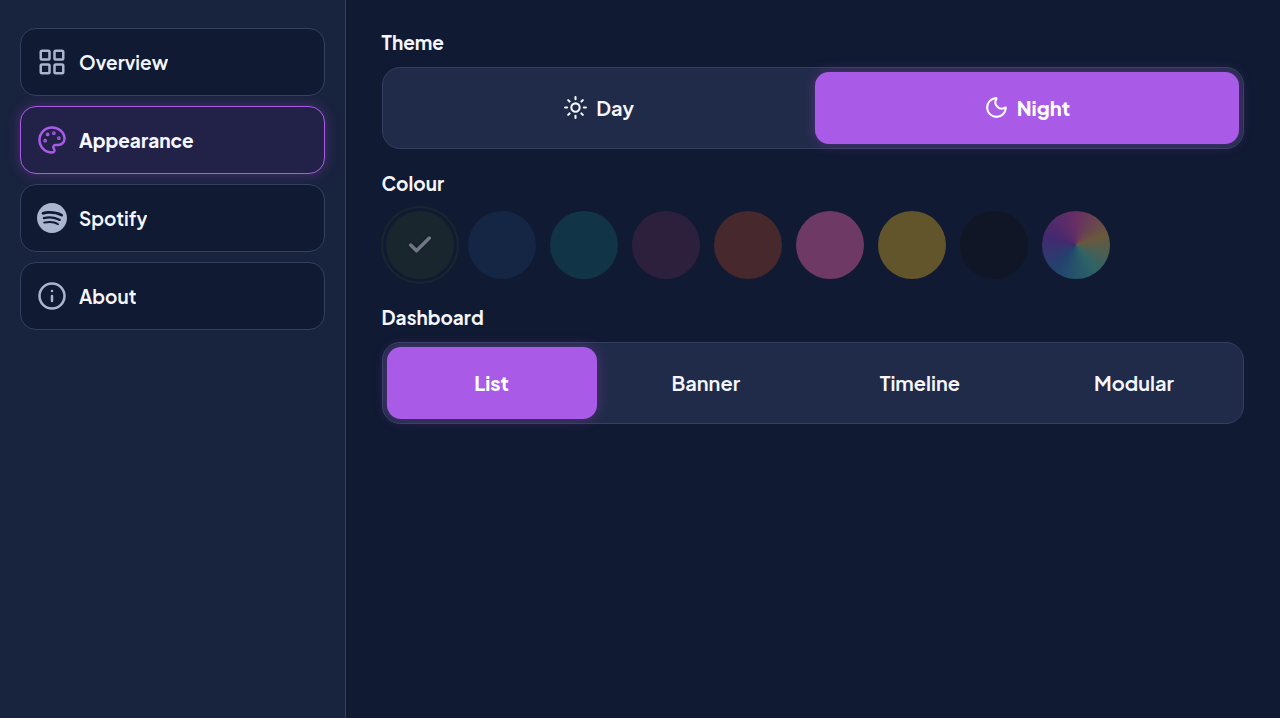 Overview
Appearance
Spotify
About
Theme
Day
Night
Colour
Dashboard
List
Banner
Timeline
Modular